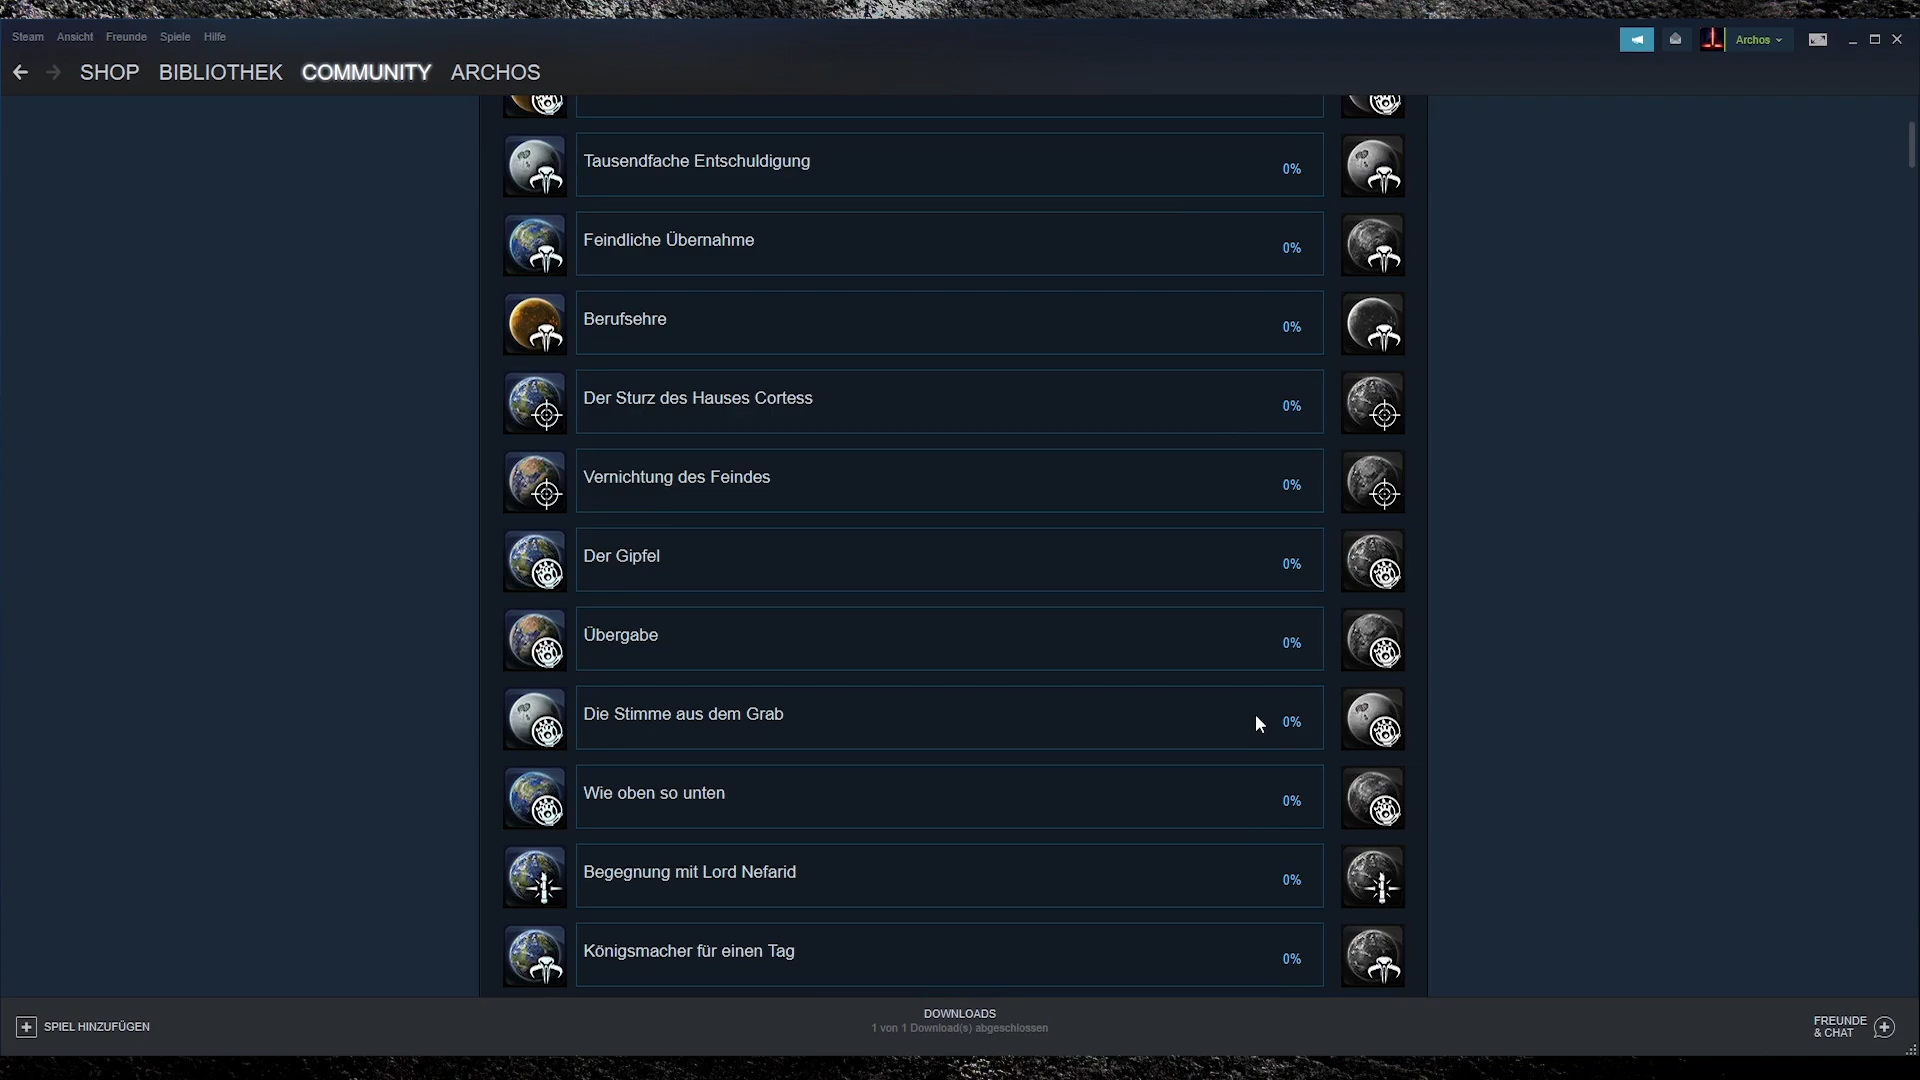 Steam Ansicht Freunde Spiele Hilfe
Archos
SHOP BIBLIOTHEK COMMUNITY ARCHOS
Tausendfache Entschuldigung
0%
Feindliche Übernahme
0%
Berufsehre
0%
Der Sturz des Hauses Cortess
0%
Vernichtung des Feindes
0%
Der Gipfel
0%
Übergabe
0%
Die Stimme aus dem Grab
0%
Wie oben so unten
0%
Begegnung mit Lord Nefarid
0%
Königsmacher für einen Tag
0%
SPIEL HINZUFÜGEN
DOWNLOADS
1 von 1 Download(s) abgeschlossen
FREUNDE
& CHAT